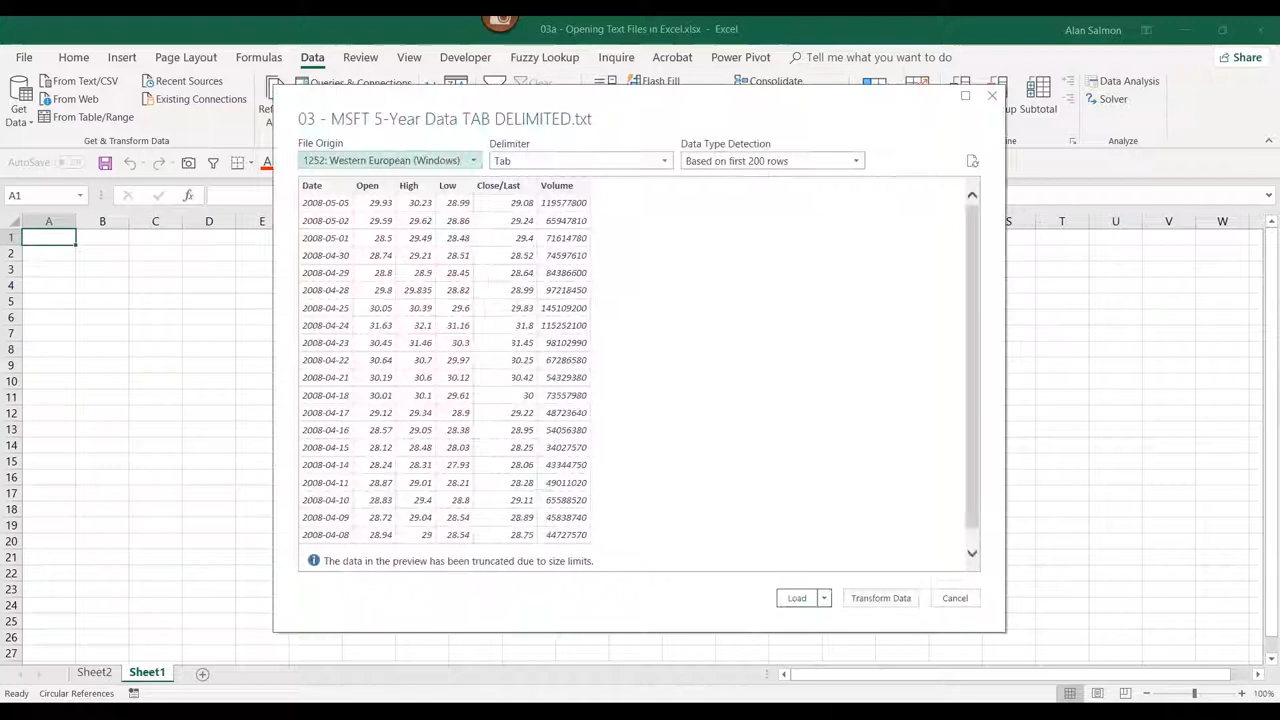 03a - Opening Text Files in Excel.xlsx - Excel
Alan Salmon
File Home Insert Page Layout Formulas Data Review View Developer Fuzzy Lookup Inquire Acrobat Power Pivot Tell me what you want to do Share
Get Data
From Text/CSV
From Web
From Table/Range
Recent Sources
Existing Connections
Get & Transform Data
Queries & Connections
Clear
Flash Fill
Consolidate
Subtotal
Data Analysis
Solver
Analyze
AutoSave Off
A1
A B C D E S T U V W
03 - MSFT 5-Year Data TAB DELIMITED.txt
File Origin Delimiter Data Type Detection
1252: Western European (Windows) Tab Based on first 200 rows
Date Open High Low Close/Last Volume
2008-05-05 29.93 30.23 28.99 29.08 119577800
2008-05-02 29.59 29.62 28.86 29.24 65947810
2008-05-01 28.5 29.49 28.48 29.4 71614780
2008-04-30 28.74 29.21 28.51 28.52 74597610
2008-04-29 28.8 28.9 28.45 28.64 84386600
2008-04-28 29.8 29.835 28.82 28.99 97218450
2008-04-25 30.05 30.39 29.6 29.83 145109200
2008-04-24 31.63 32.1 31.16 31.8 115252100
2008-04-23 30.45 31.46 30.3 31.45 98102990
2008-04-22 30.64 30.7 29.97 30.25 67286580
2008-04-21 30.19 30.6 30.12 30.42 54329380
2008-04-18 30.01 30.1 29.61 30 73557980
2008-04-17 29.12 29.34 28.9 29.22 48723640
2008-04-16 28.57 29.05 28.38 28.95 54056380
2008-04-15 28.12 28.48 28.03 28.25 34027570
2008-04-14 28.24 28.31 27.93 28.06 43344750
2008-04-11 28.87 29.01 28.21 28.28 49011020
2008-04-10 28.83 29.4 28.8 29.11 65588520
2008-04-09 28.72 29.04 28.54 28.89 45838740
2008-04-08 28.94 29 28.54 28.75 44727570
The data in the preview has been truncated due to size limits.
Load Transform Data Cancel
1
2
3
4
5
6
7
8
9
10
11
12
13
14
15
16
17
18
19
20
21
22
23
24
25
26
27
Sheet2 Sheet1
Ready Circular References 100%